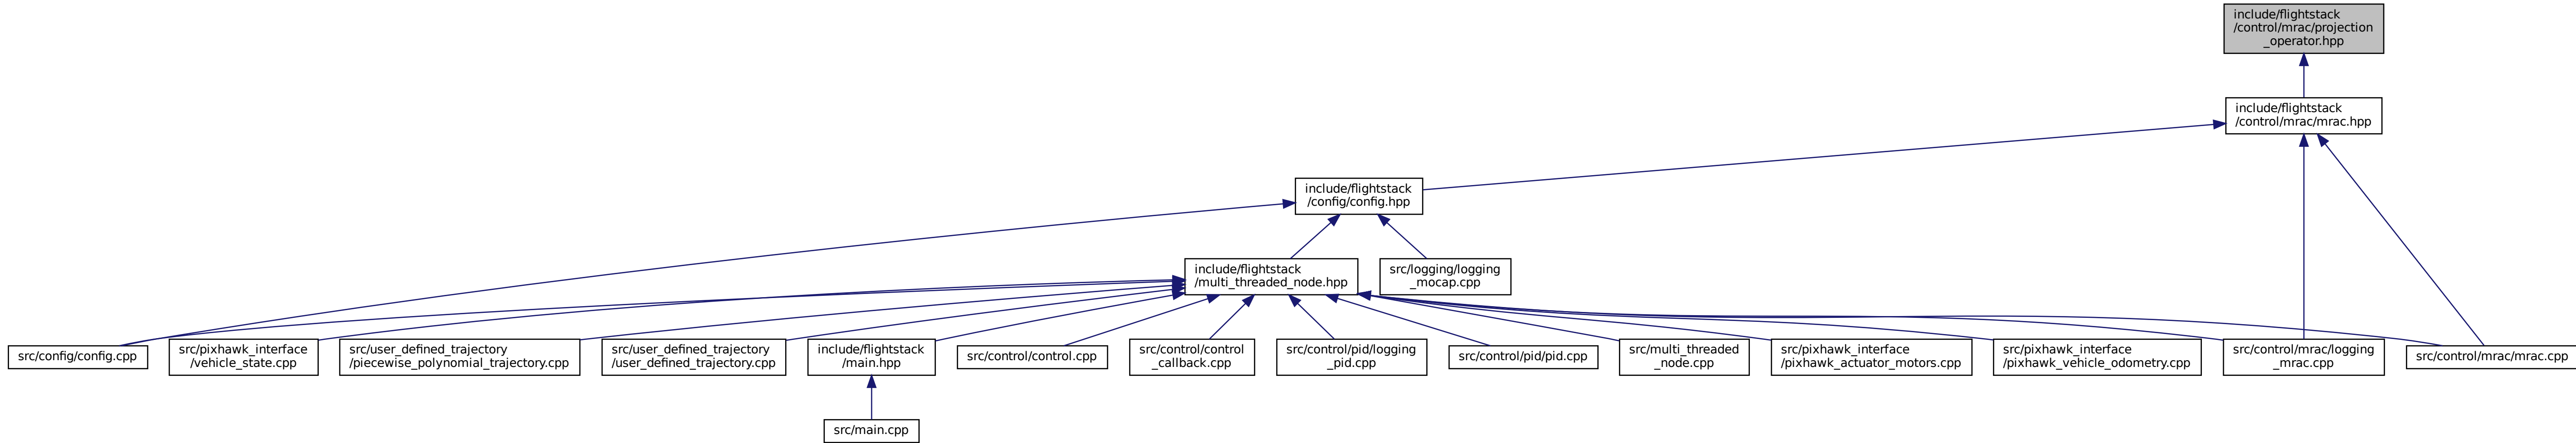 include/flightstack
/control/mrac/projection
_operator.hpp
include/flightstack
/control/mrac/mrac.hpp
include/flightstack
/config/config.hpp
include/flightstack
/multi_threaded_node.hpp
src/logging/logging
_mocap.cpp
src/config/config.cpp
src/pixhawk_interface
/vehicle_state.cpp
src/user_defined_trajectory
/piecewise_polynomial_trajectory.cpp
src/user_defined_trajectory
/user_defined_trajectory.cpp
include/flightstack
/main.hpp
src/control/control.cpp
src/control/control
_callback.cpp
src/control/pid/logging
_pid.cpp
src/control/pid/pid.cpp
src/multi_threaded
_node.cpp
src/pixhawk_interface
/pixhawk_actuator_motors.cpp
src/pixhawk_interface
/pixhawk_vehicle_odometry.cpp
src/control/mrac/logging
_mrac.cpp
src/control/mrac/mrac.cpp
src/main.cpp